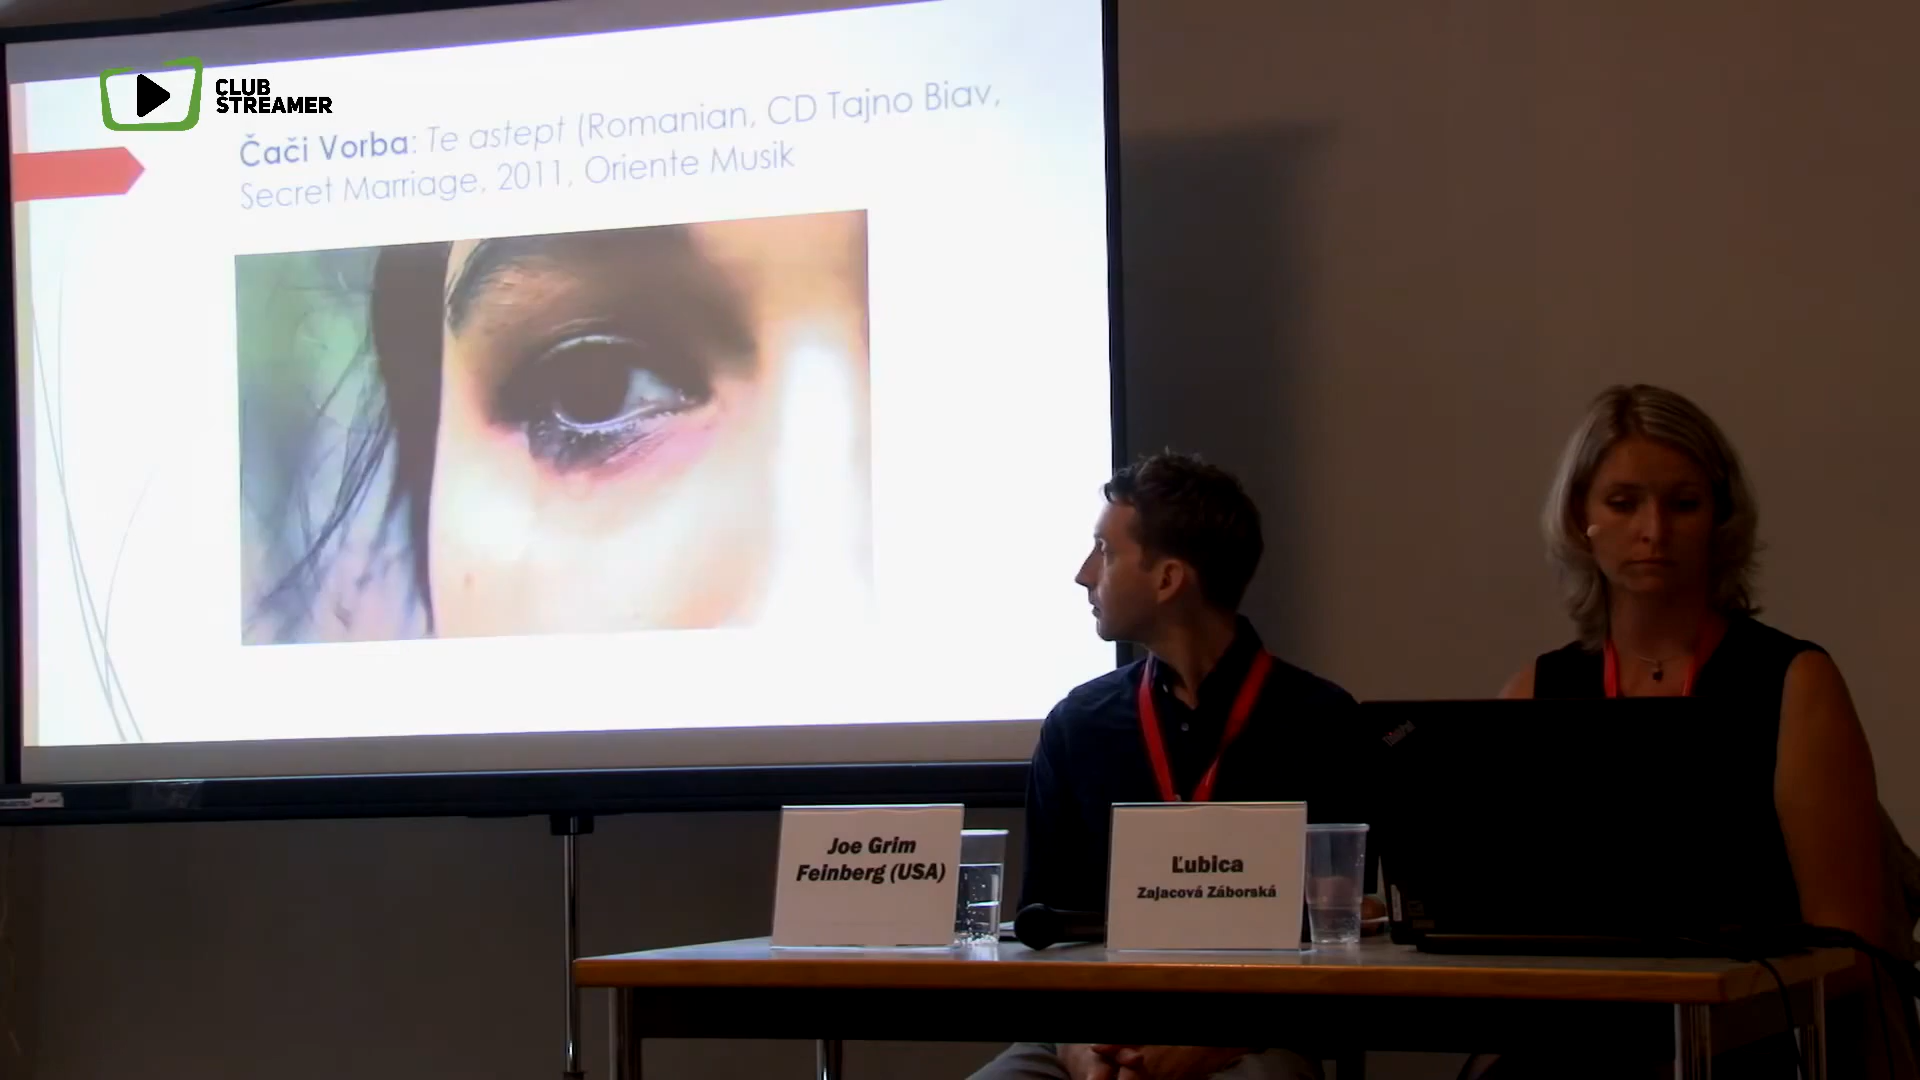 CLUB
STREAMER
Čači Vorba: Te astept (Romanian, CD Tajno Biav,
Secret Marriage, 2011, Oriente Musik
Joe Grim
Feinberg (USA)
Ľubica
Zajacová Záborská
ThinkPad